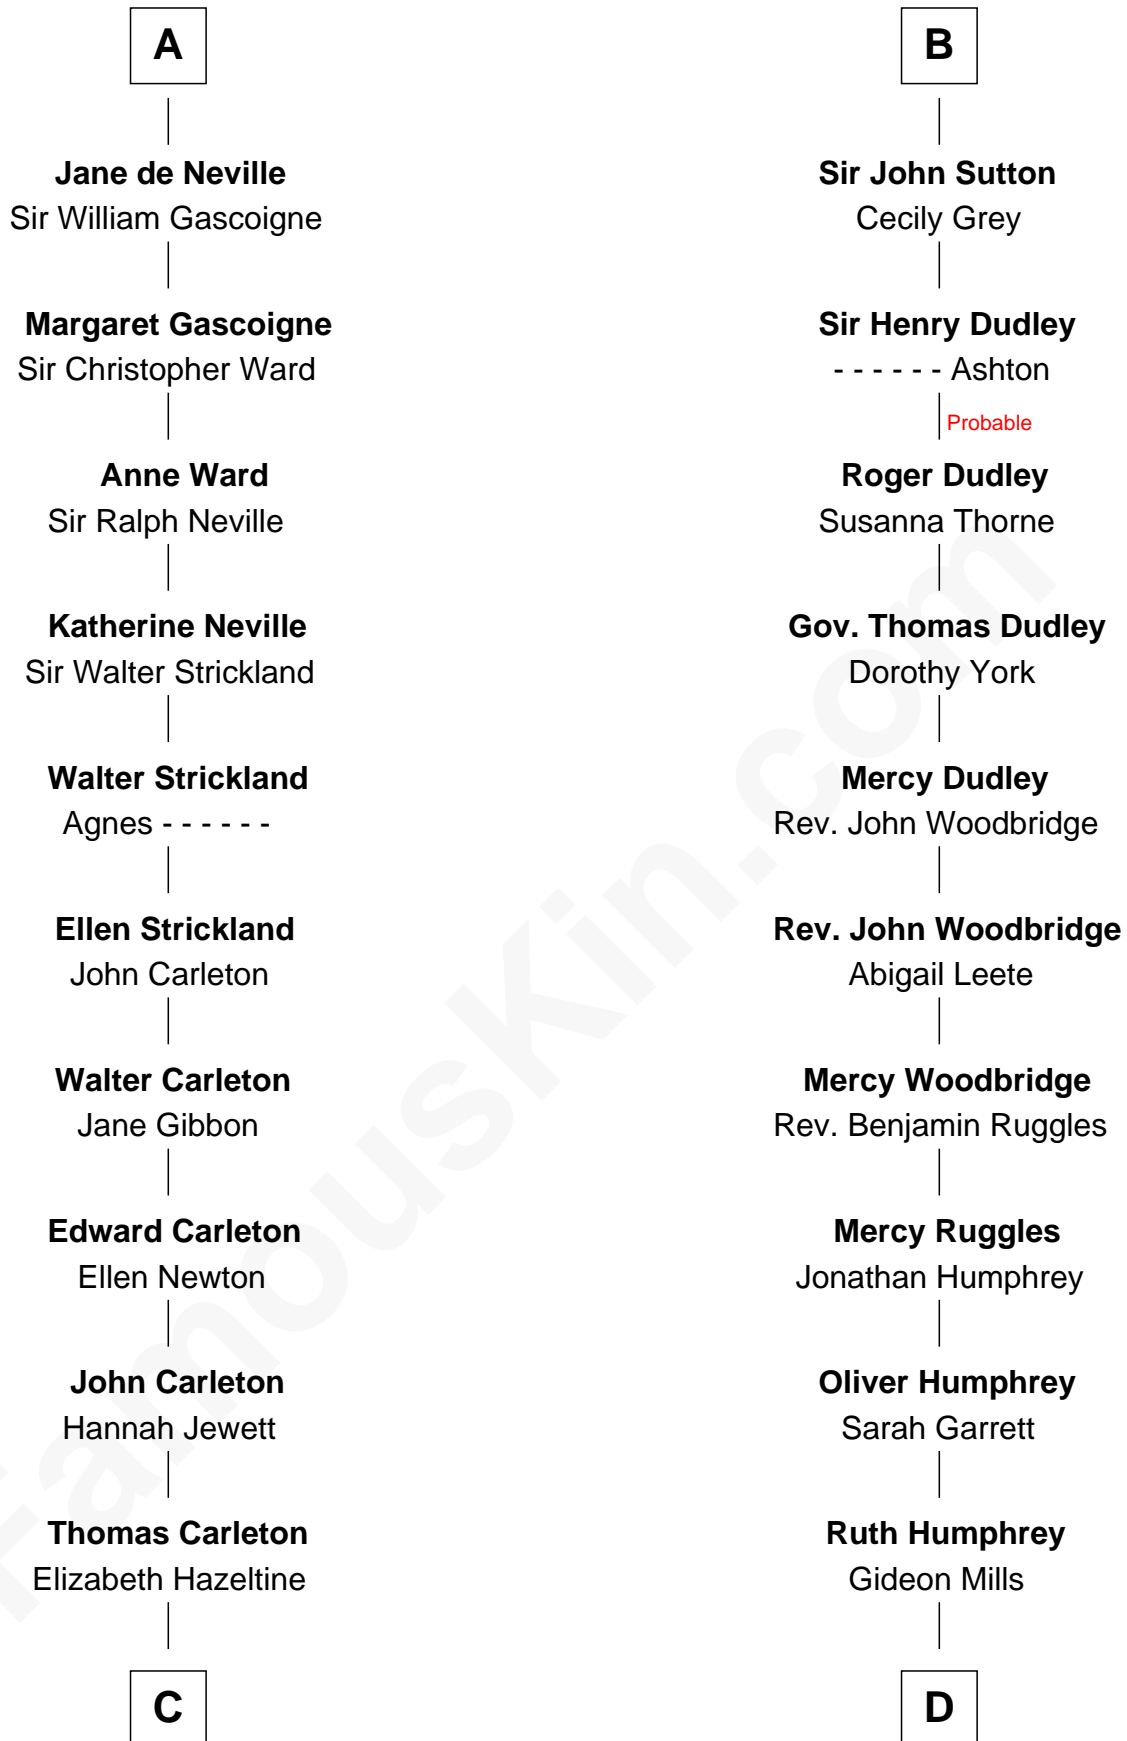 A
Jane de Neville
Sir William Gascoigne
Margaret Gascoigne
Sir Christopher Ward
Anne Ward
Sir Ralph Neville
Katherine Neville
Sir Walter Strickland
Walter Strickland
Agnes - - - - - -
Ellen Strickland
John Carleton
Walter Carleton
Jane Gibbon
Edward Carleton
Ellen Newton
John Carleton
Hannah Jewett
Thomas Carleton
Elizabeth Hazeltine
C
B
Sir John Sutton
Cecily Grey
Sir Henry Dudley
- - - - - - Ashton
Probable
Roger Dudley
Susanna Thorne
Gov. Thomas Dudley
Dorothy York
Mercy Dudley
Rev. John Woodbridge
Rev. John Woodbridge
Abigail Leete
Mercy Woodbridge
Rev. Benjamin Ruggles
Mercy Ruggles
Jonathan Humphrey
Oliver Humphrey
Sarah Garrett
Ruth Humphrey
Gideon Mills
D
FamousKin.com